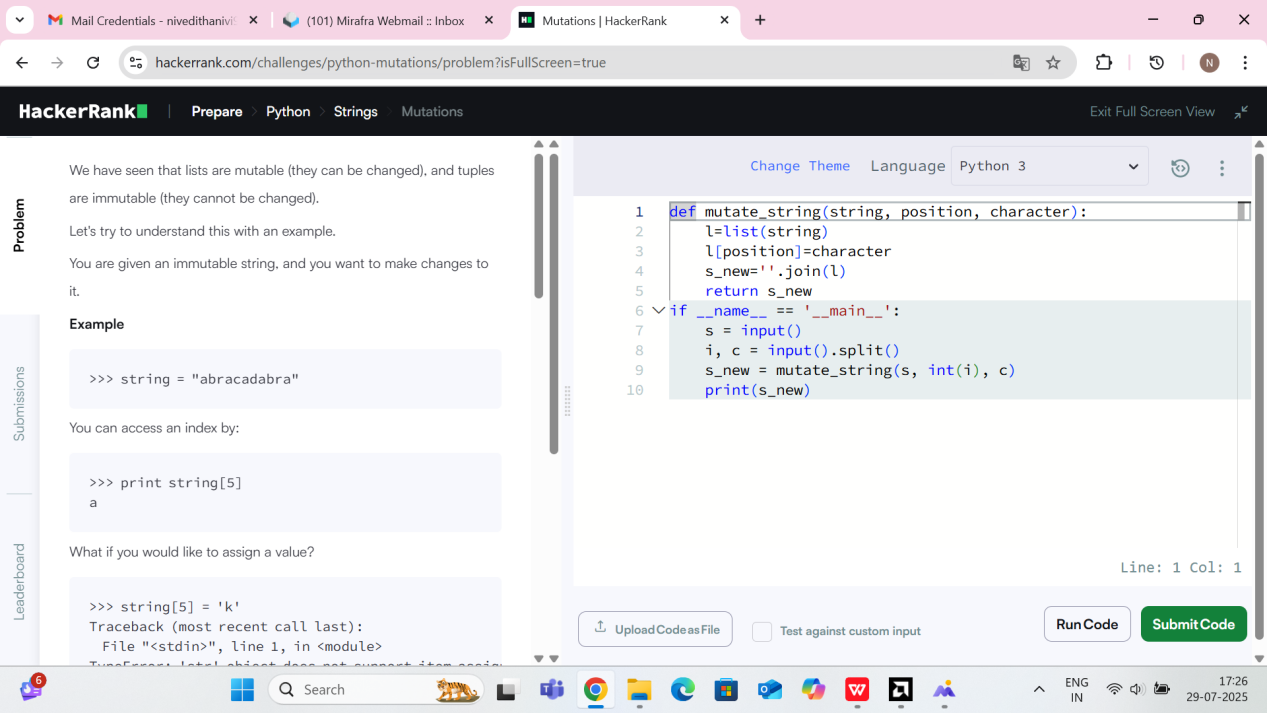 Mail Credentials - nivedithanivi
(101) Mirafra Webmail :: Inbox
Mutations | HackerRank
hackerrank.com/challenges/python-mutations/problem?isFullScreen=true
N
HackerRank
Prepare
Python
Strings
Mutations
Exit Full Screen View
Problem
Submissions
Leaderboard
We have seen that lists are mutable (they can be changed), and tuples
are immutable (they cannot be changed).
Let's try to understand this with an example.
You are given an immutable string, and you want to make changes to
it.
Example
>>> string = "abracadabra"
You can access an index by:
>>> print string[5]
a
What if you would like to assign a value?
>>> string[5] = 'k'
Traceback (most recent call last):
File "<stdin>", line 1, in <module>
TypeError: 'str' object does not support item assig
Change Theme
Language
Python 3
1 def mutate_string(string, position, character):
2 l=list(string)
3 l[position]=character
4 s_new=''.join(l)
5 return s_new
6 if __name__ == '__main__':
7 s = input()
8 i, c = input().split()
9 s_new = mutate_string(s, int(i), c)
10 print(s_new)
Line: 1 Col: 1
Upload Code as File
Test against custom input
Run Code
Submit Code
6
Search
W
ENG
IN
17:26
29-07-2025